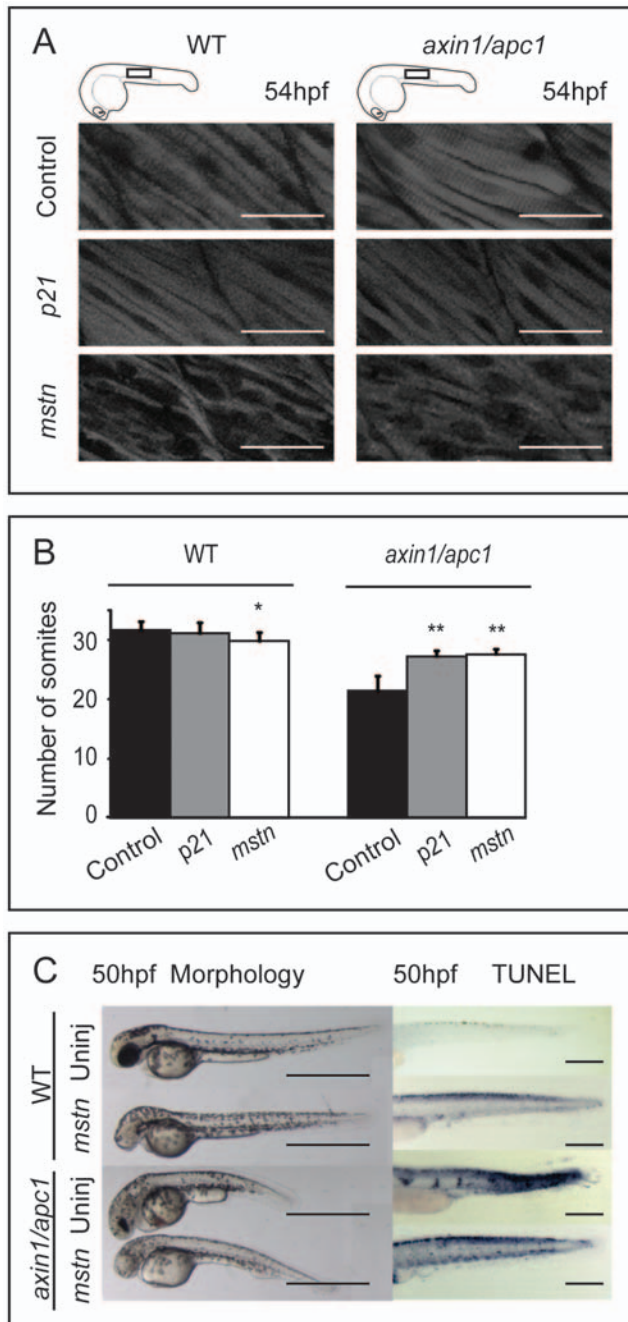 A
WT
axin1/apc1
54hpf
54hpf
Control
p21
mstn
B
WT
axin1/apc1
Number of somites
30
20
10
0
*
**
**
Control
p21
mstn
Control
p21
mstn
C
50hpf Morphology
50hpf TUNEL
WT
Uninj
mstn
axin1/apc1
Uninj
mstn